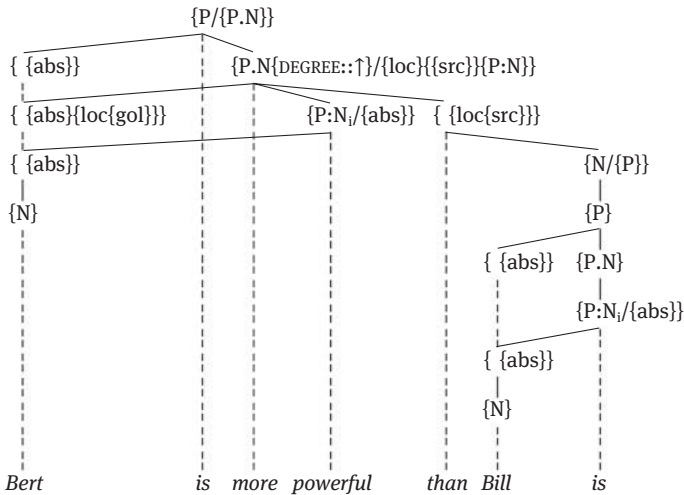 {P/{P.N}}
{ {abs}} {P.N{DEGREE::↑}/{loc}{{src}}{P:N}}
{ {abs}{loc{gol}}} {P:Nᵢ/{abs}} { {loc{src}}}
{ {abs}} {N/{P}}
{N} {P}
{ {abs}} {P.N}
{P:Nᵢ/{abs}}
{ {abs}}
{N}
Bert is more powerful than Bill is